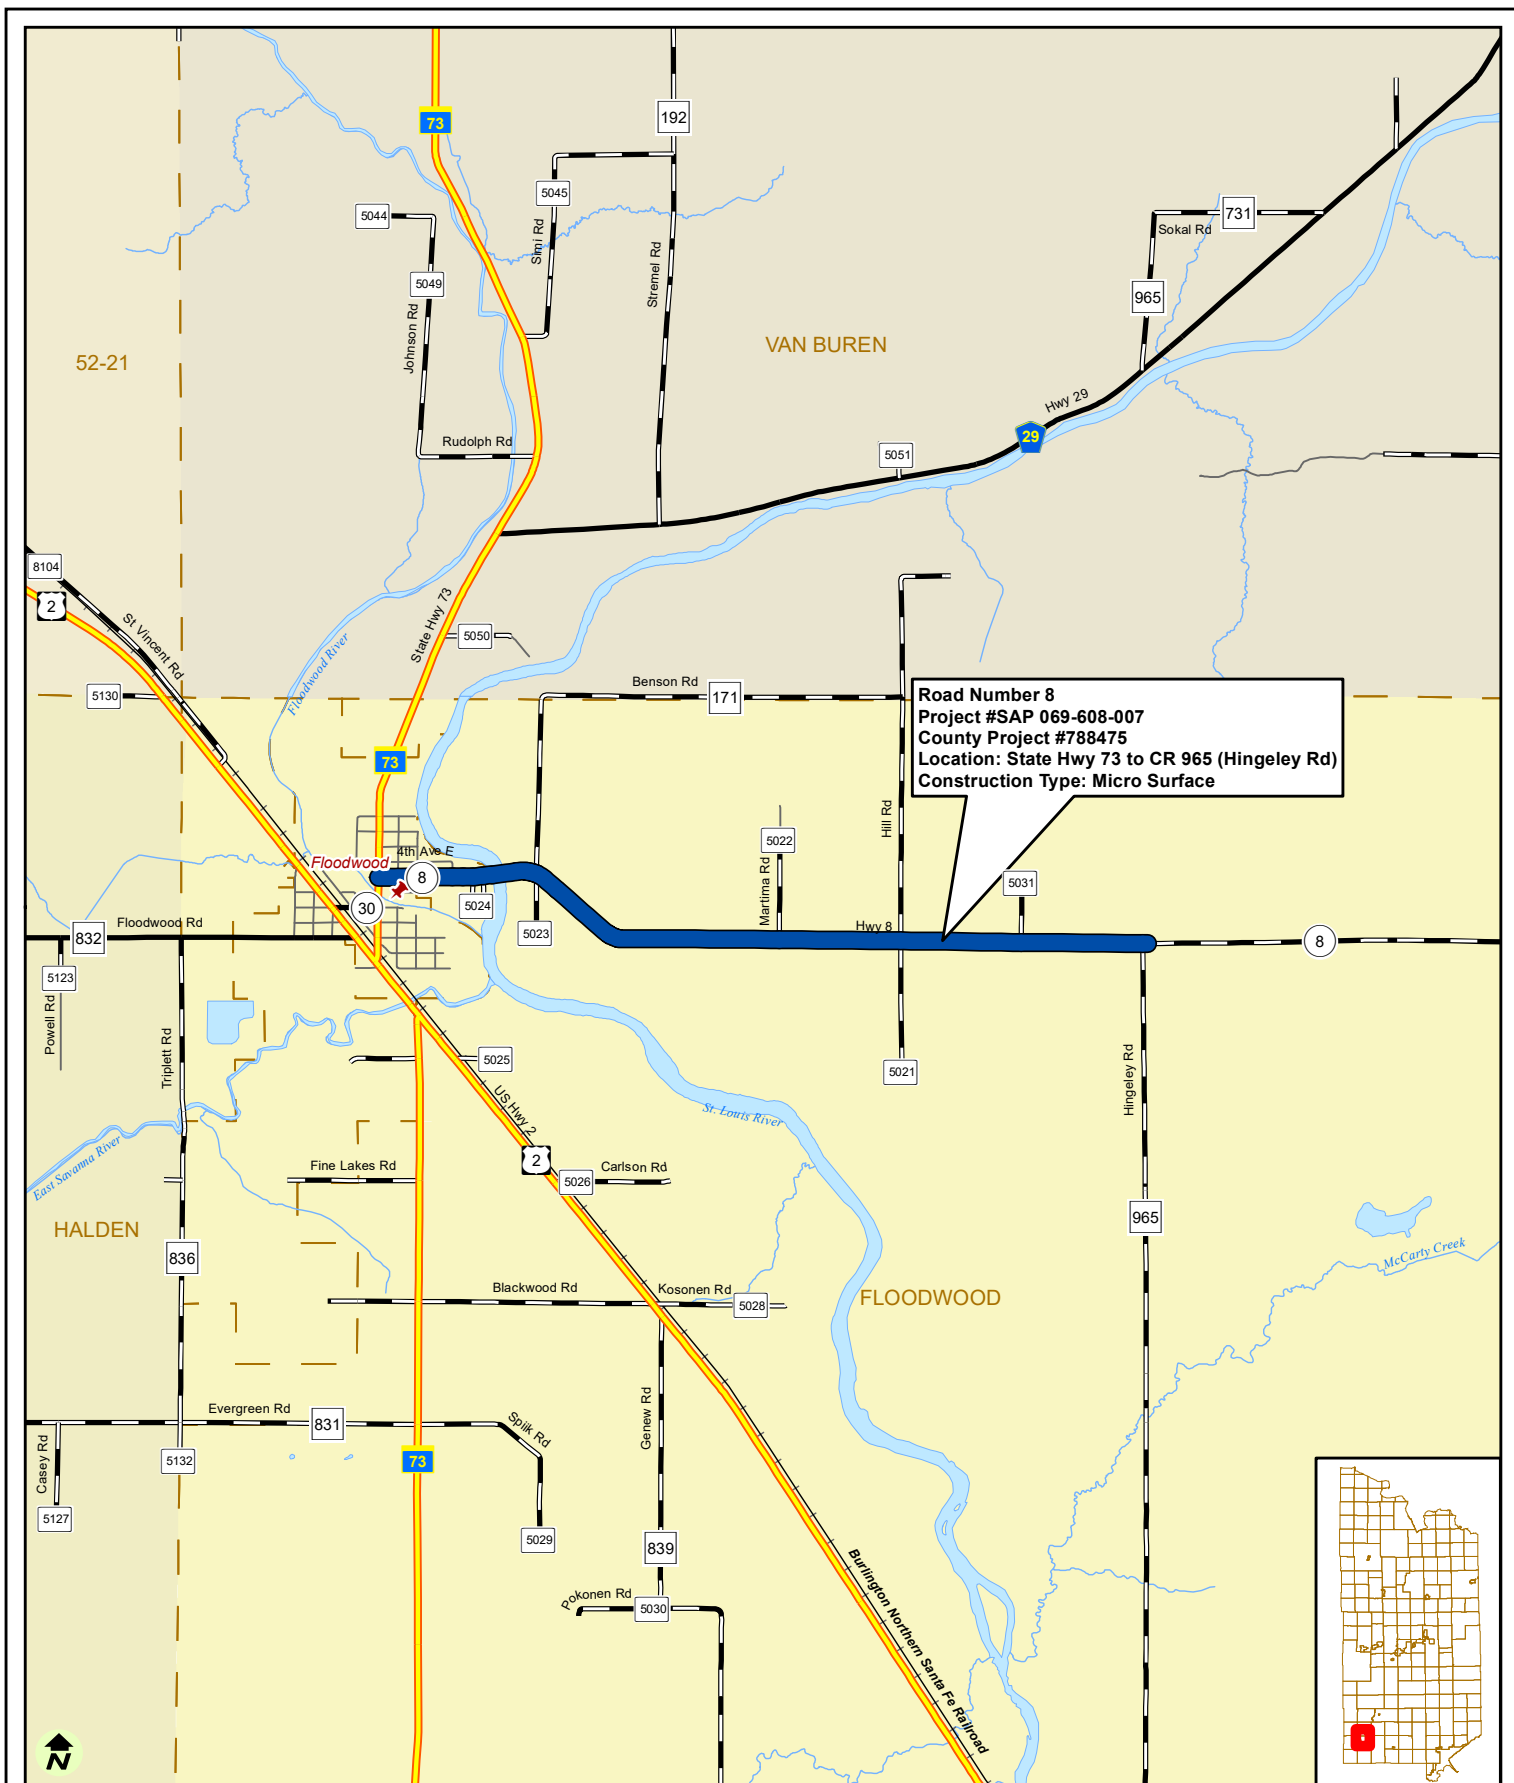 73
192
5045
5044
731
Sokal Rd
Simi Rd
5049
Stremel Rd
965
Johnson Rd
VAN BUREN
52-21
Hwy 29
29
Rudolph Rd
5051
8104
2
St Vincent Rd
State Hwy 73
5050
Floodwood River
Benson Rd
171
5130
Road Number 8
Project #SAP 069-608-007
County Project #788475
Location: State Hwy 73 to CR 965 (Hingeley Rd)
Construction Type: Micro Surface
73
Hill Rd
5022
4th Ave E
Floodwood
8
5031
Martima Rd
5024
30
Floodwood Rd
832
5023
Hwy 8
8
5123
Powell Rd
Triplett Rd
5025
5021
Hingeley Rd
US Hwy 2
St. Louis River
East Savanna River
2
Fine Lakes Rd
Carlson Rd
5026
HALDEN
965
836
McCarty Creek
Blackwood Rd
Kosonen Rd
5028
FLOODWOOD
Evergreen Rd
831
Spiik Rd
Genew Rd
Casey Rd
5132
73
5127
5029
839
Burlington Northern Santa Fe Railroad
Pokonen Rd
5030
N